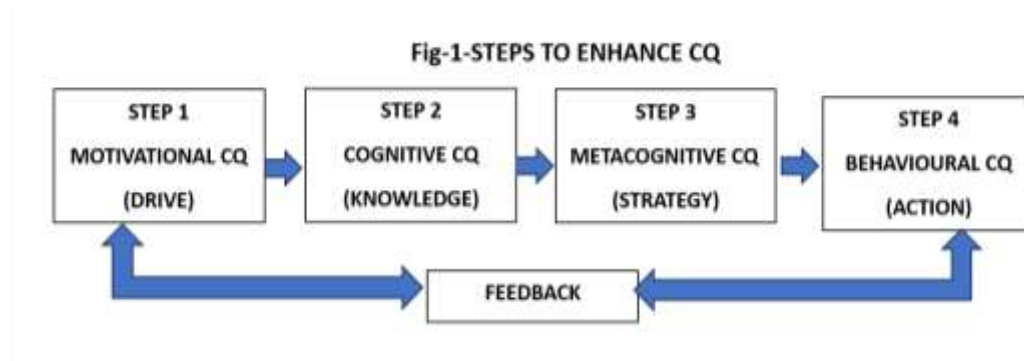 Fig-1-STEPS TO ENHANCE CQ
STEP 1
MOTIVATIONAL CQ
(DRIVE)
STEP 2
COGNITIVE CQ
(KNOWLEDGE)
STEP 3
METACOGNITIVE CQ
(STRATEGY)
STEP 4
BEHAVIOURAL CQ
(ACTION)
FEEDBACK